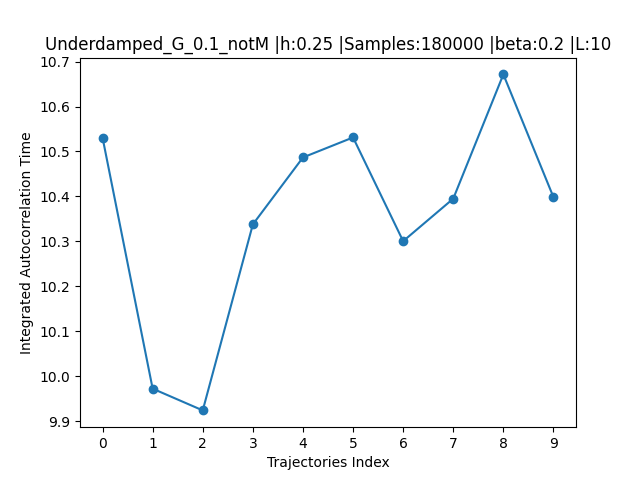 Underdamped_G_0.1_notM |h:0.25 |Samples:180000 |beta:0.2 |L:10
10.7
10.6
10.5
10.4
10.3
10.2
10.1
10.0
9.9
Integrated Autocorrelation Time
0 1 2 3 4 5 6 7 8 9
Trajectories Index